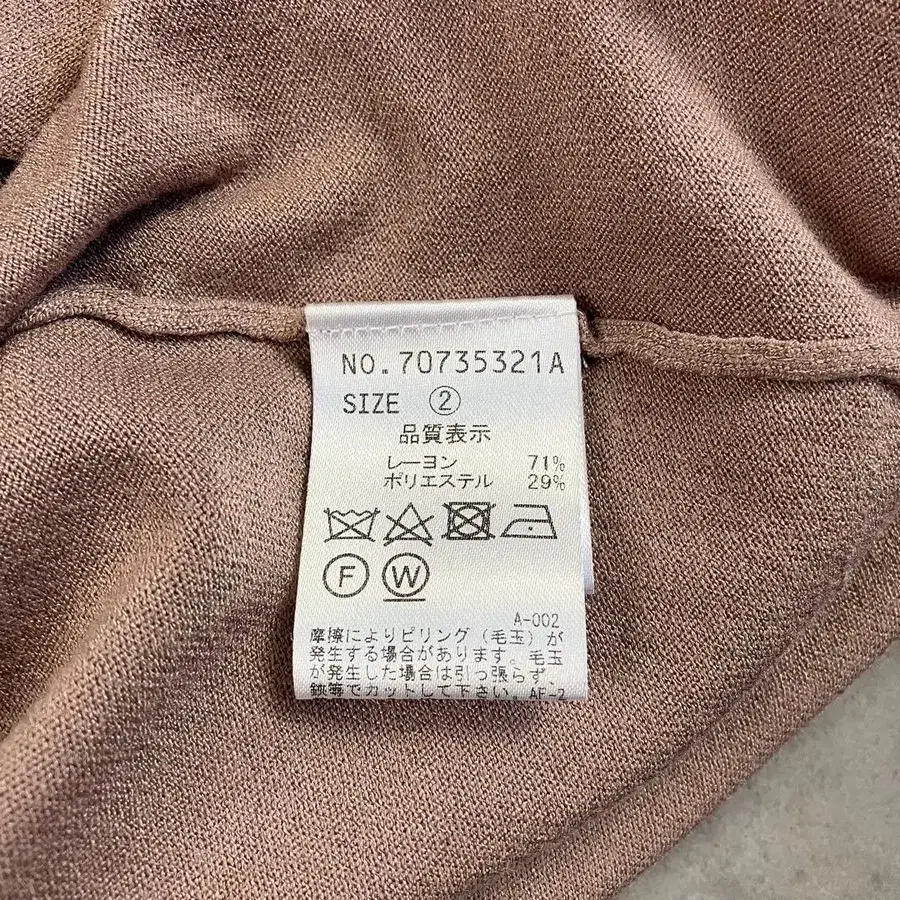 NO.70735321A
SIZE ②
品質表示
レーヨン 71%
ポリエステル 29%
Ⓕ Ⓦ
A-002
摩擦によりピリング(毛玉)が
発生する場合があります。毛玉
が発生した場合は引っ張らず、
鋏等でカットして下さい。AF-2